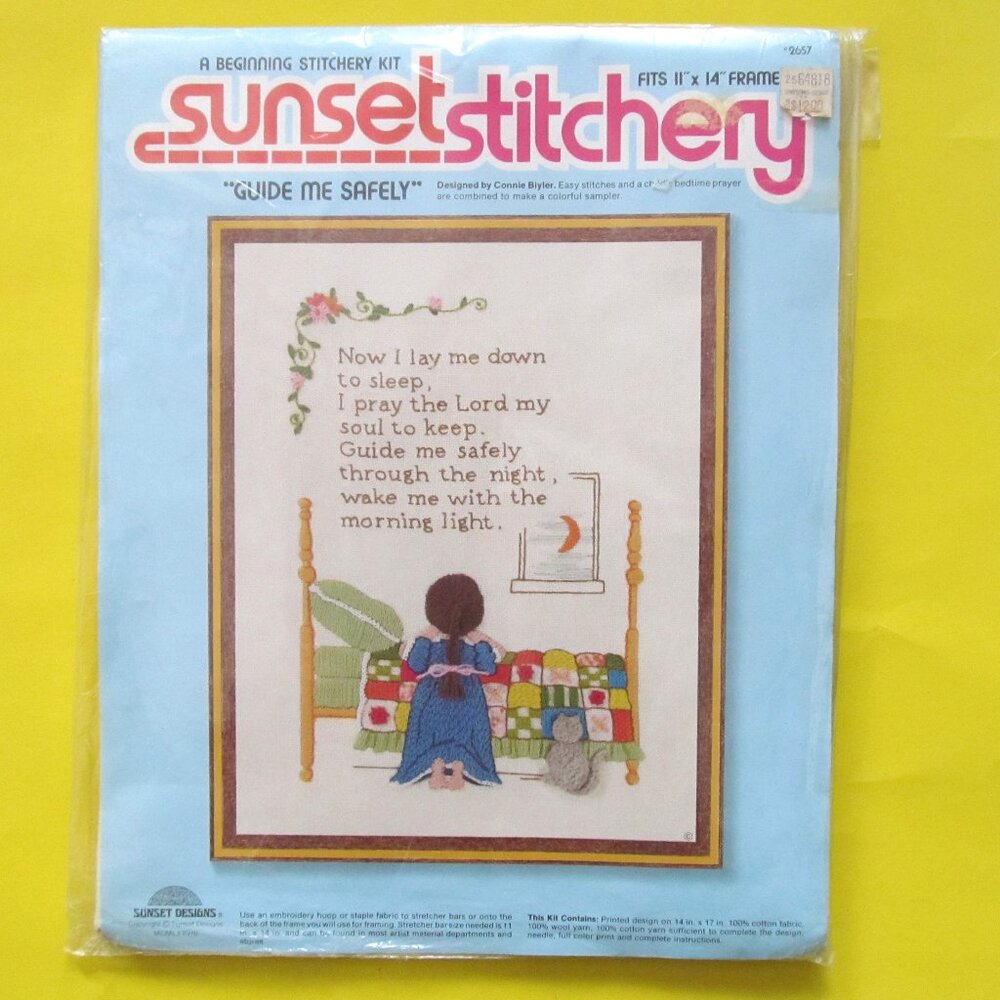 A BEGINNING STITCHERY KIT
#2657
FITS 11" x 14" FRAME
sunset stitchery
"GUIDE ME SAFELY"
Designed by Connie Blyler. Easy stitches and a child's bedtime prayer
are combined to make a colorful sampler.
Now I lay me down
to sleep,
I pray the Lord my
soul to keep.
Guide me safely
through the night,
wake me with the
morning light.
©
SUNSET DESIGNS®
Copyright © Sunset Designs
Use an embroidery hoop or staple fabric to stretcher bars or onto the
back of the frame you will use for framing. Stretcher bar size needed is 11
in. x 14 in. and can be found in most artist material departments and
stores.
This Kit Contains: Printed design on 14 in. x 17 in. 100% cotton fabric,
100% wool yarn, 100% cotton yarn sufficient to complete the design,
needle, full color print and complete instructions.